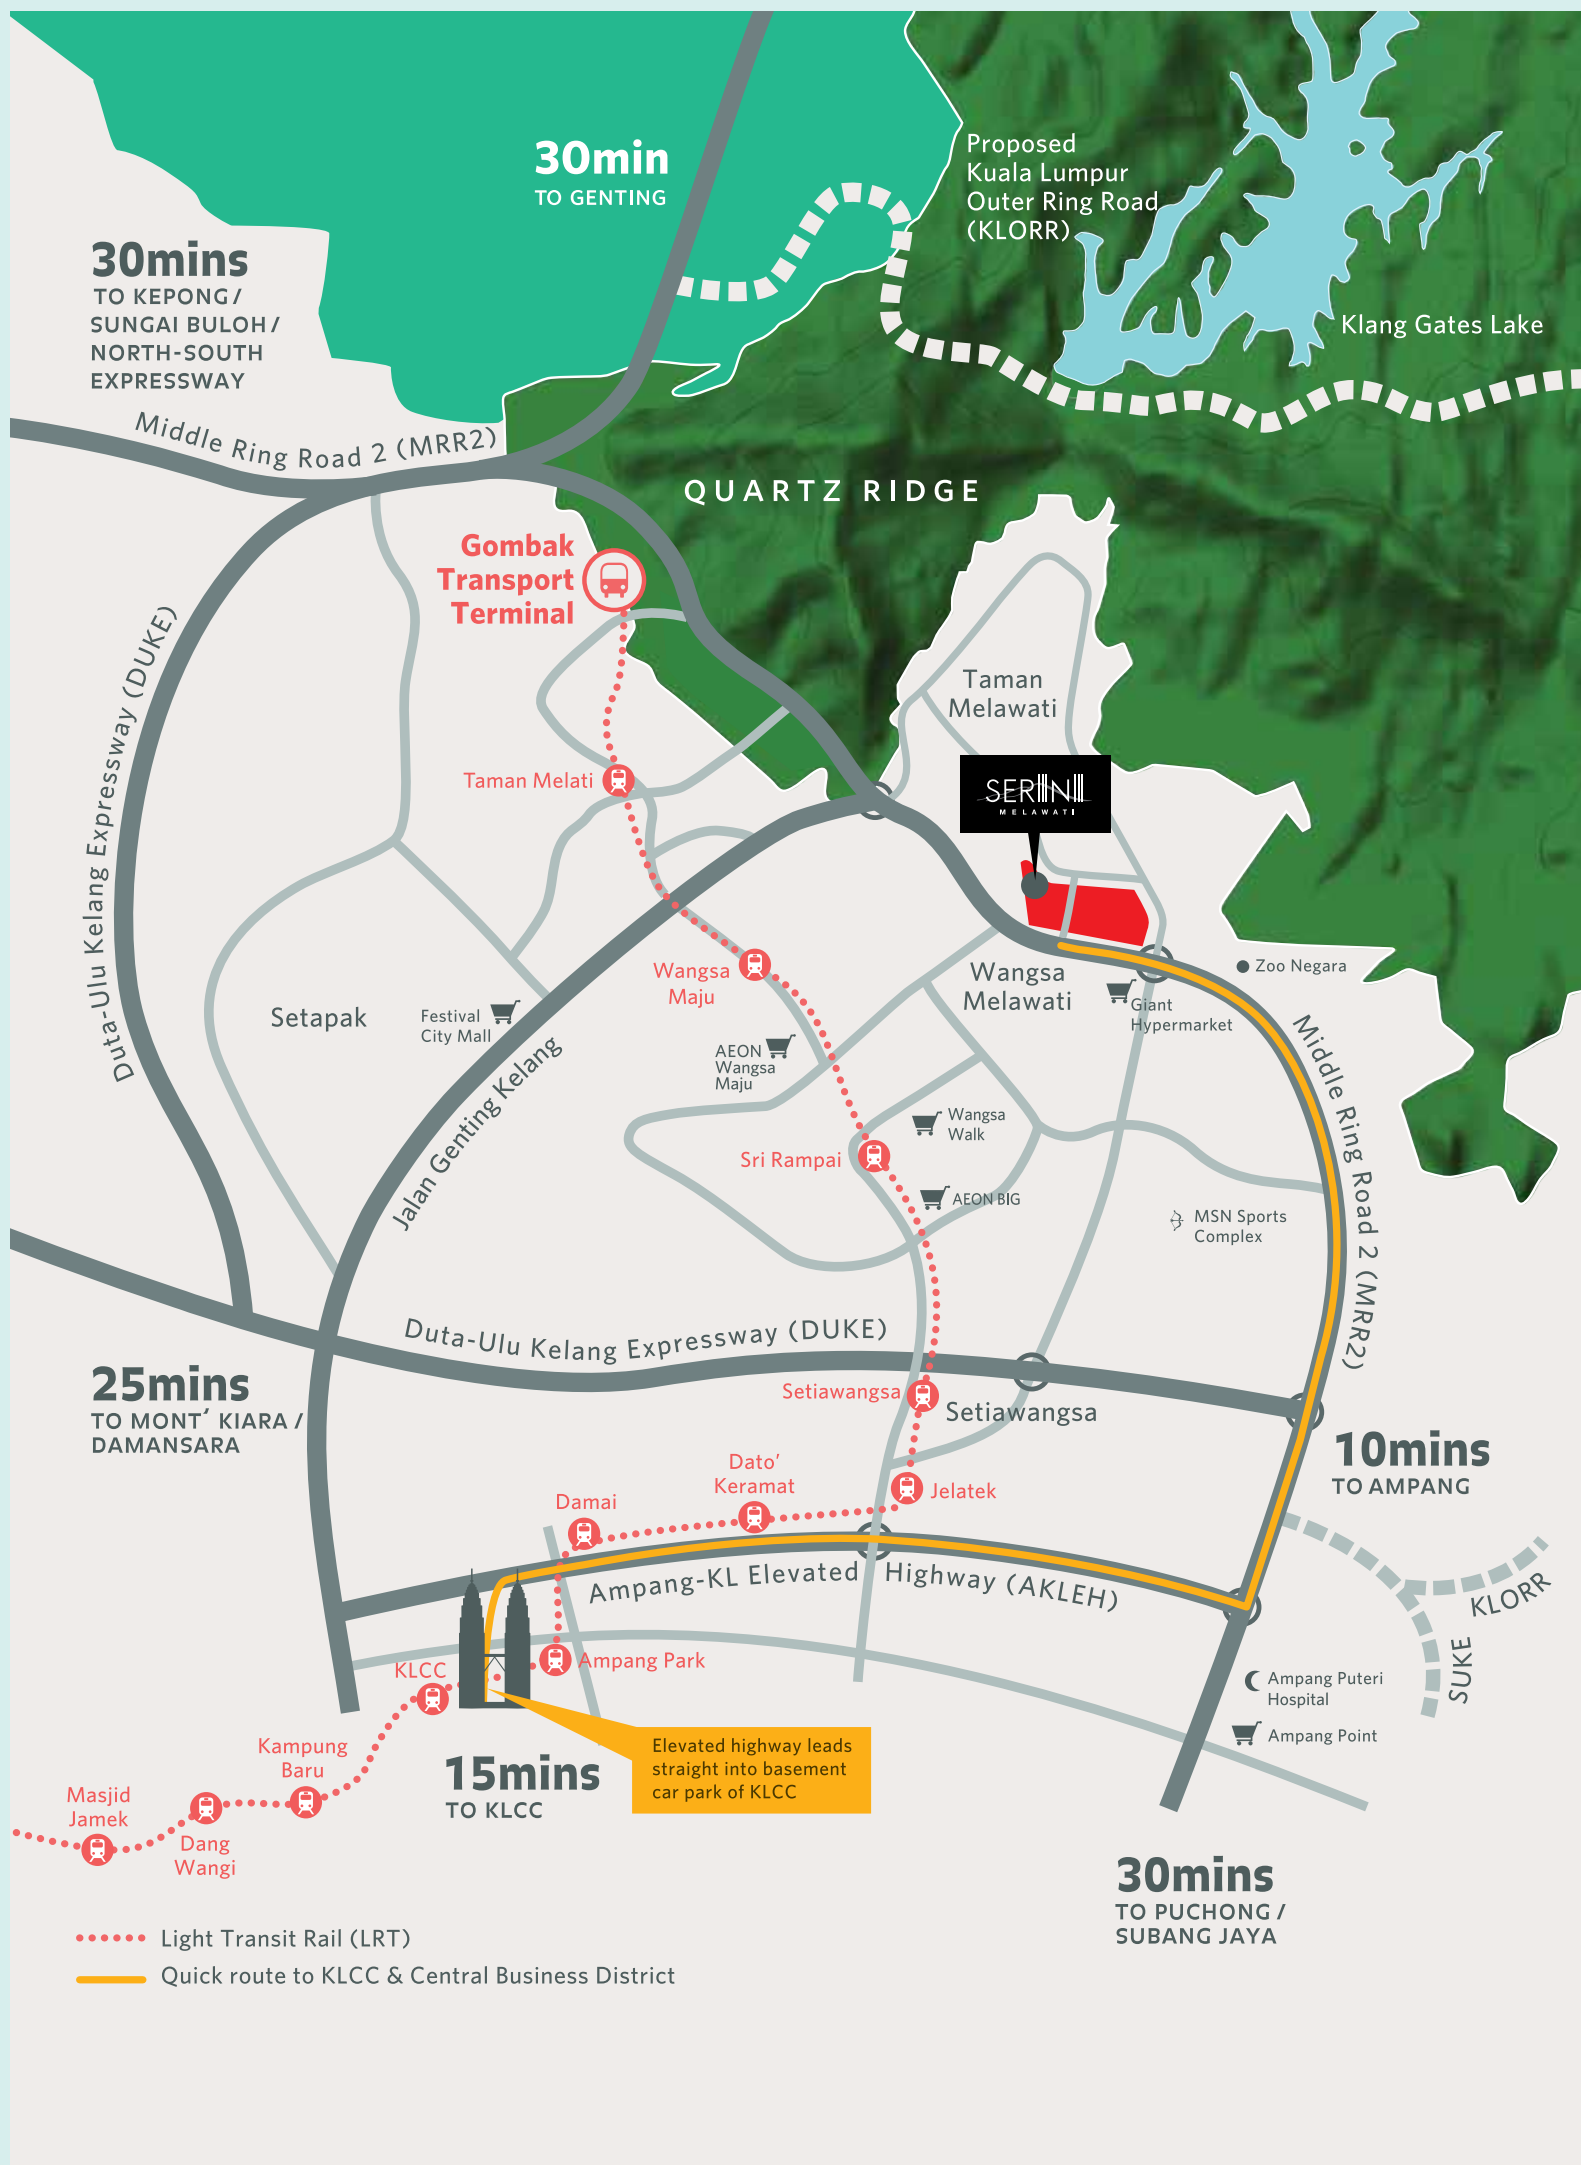 30min
TO GENTING
Proposed
Kuala Lumpur
Outer Ring Road
(KLORR)
30mins
TO KEPONG/
SUNGAI BULOH/
NORTH-SOUTH
EXPRESSWAY
Klang Gates Lake
Middle Ring Road 2 (MRR2)
QUARTZ RIDGE
Gombak
Transport
Terminal
Duta-Ulu Kelang Expressway (DUKE)
Taman
Melawati
Taman Melati
SERINI
MELAWATI
Wangsa
Maju
Wangsa
Melawati
Zoo Negara
Giant
Hypermarket
Setapak
Festival
City Mall
AEON
Wangsa
Maju
Jalan Genting Kelang
Middle Ring Road 2 (MRR2)
Wangsa
Walk
Sri Rampai
AEON BIG
MSN Sports
Complex
Duta-Ulu Kelang Expressway (DUKE)
25mins
TO MONT' KIARA /
DAMANSARA
Setiawangsa
Setiawangsa
10mins
TO AMPANG
Dato'
Keramat
Damai
Jelatek
Ampang-KL Elevated Highway (AKLEH)
KLORR
SUKE
KLCC
Ampang Park
Ampang Puteri
Hospital
Ampang Point
Elevated highway leads
straight into basement
car park of KLCC
15mins
TO KLCC
Kampung
Baru
Masjid
Jamek
Dang
Wangi
30mins
TO PUCHONG /
SUBANG JAYA
Light Transit Rail (LRT)
Quick route to KLCC & Central Business District